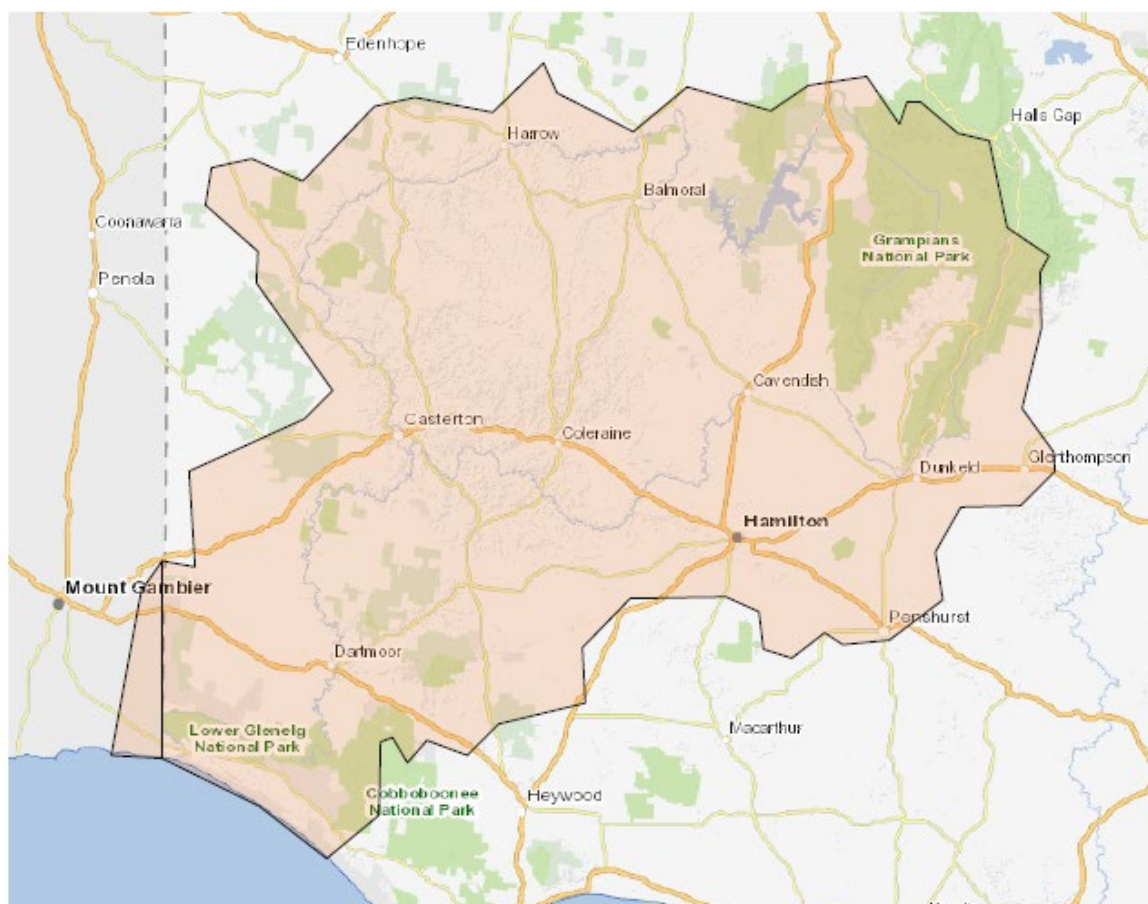 Edenhope
Halls Gap
Harrow
Balmoral
Coonawarra
Grampians
National Park
Penola
Cavendish
Casterton
Coleraine
Dunkeld
Glenthompson
Hamilton
Mount Gambier
Penshurst
Dartmoor
Lower Glenelg
National Park
Macarthur
Cobboboonee
National Park
Heywood